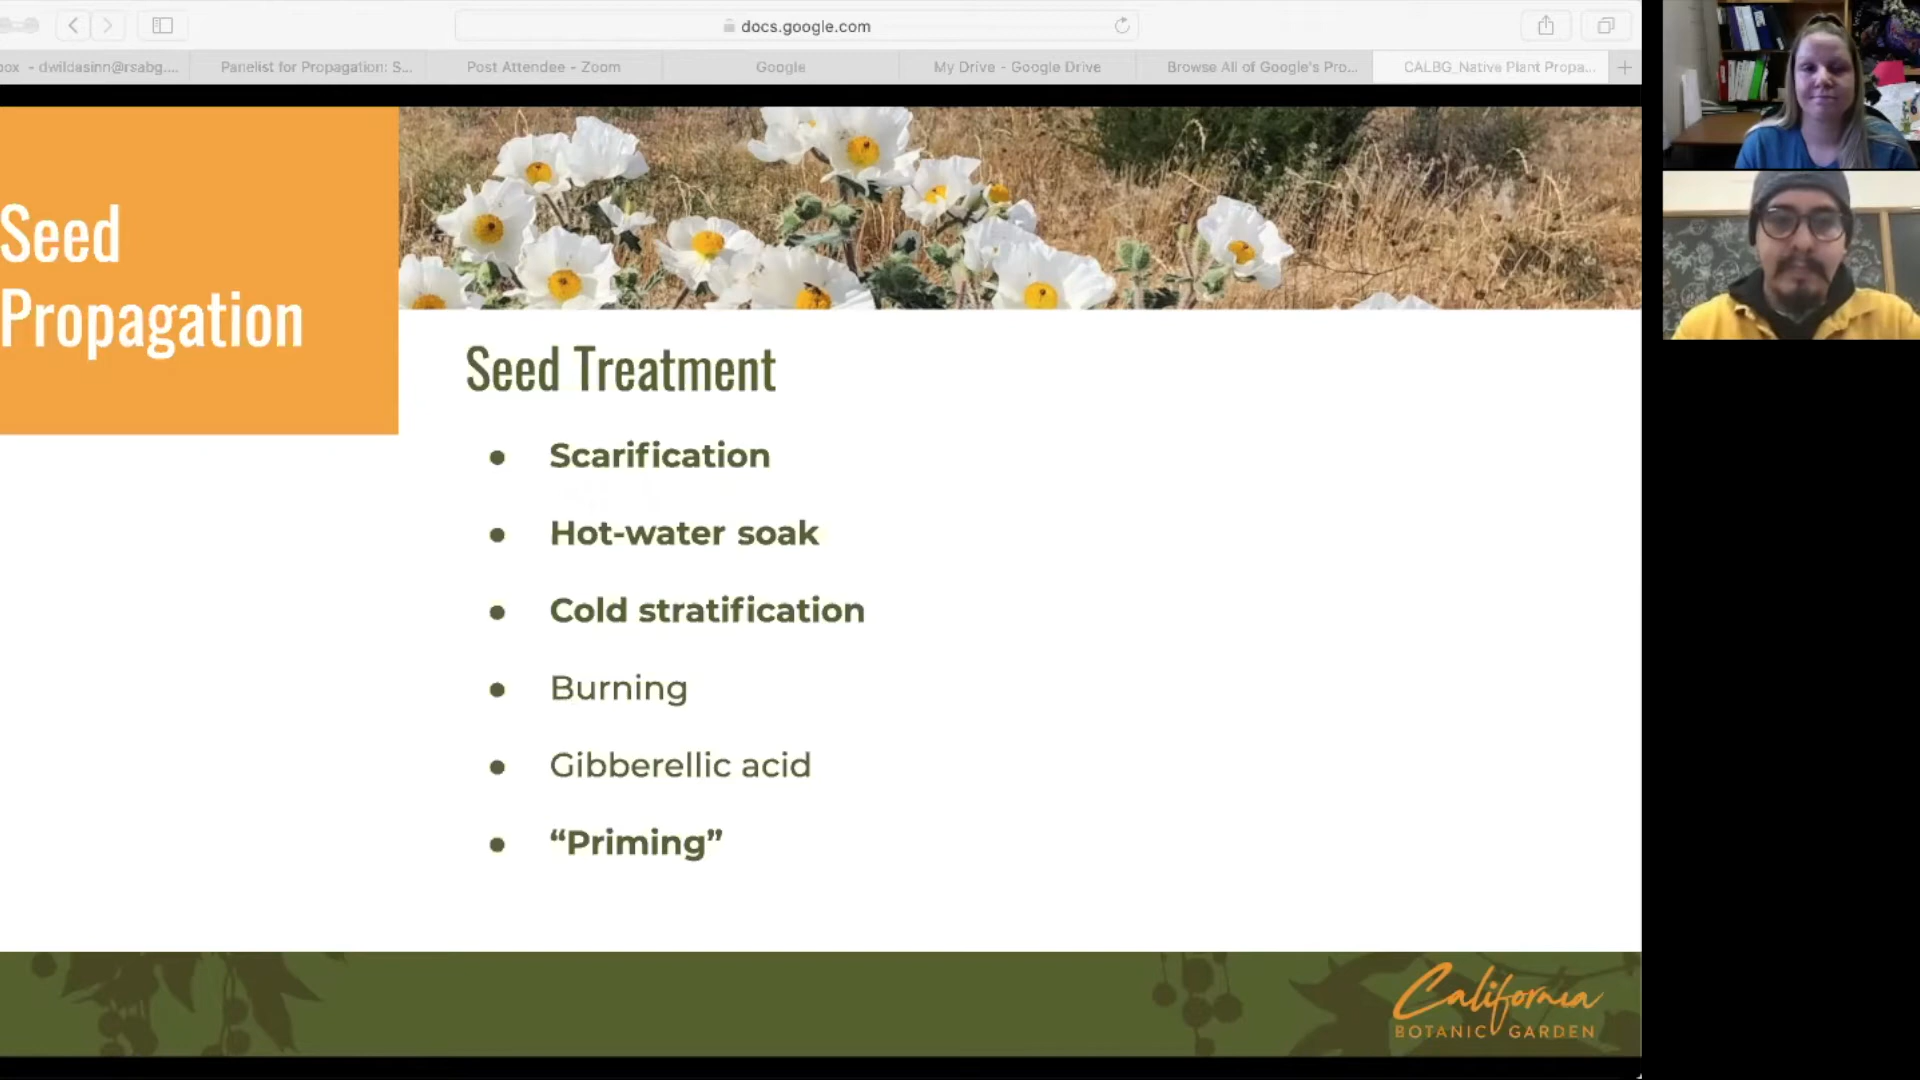 docs.google.com
box - dwildasinn@rsabg....
Panelist for Propagation: S...
Post Attendee - Zoom
Google
My Drive - Google Drive
Browse All of Google's Pro...
CALBG_Native Plant Propa...
Seed
Propagation
Seed Treatment
Scarification
Hot-water soak
Cold stratification
Burning
Gibberellic acid
“Priming”
California
BOTANIC GARDEN